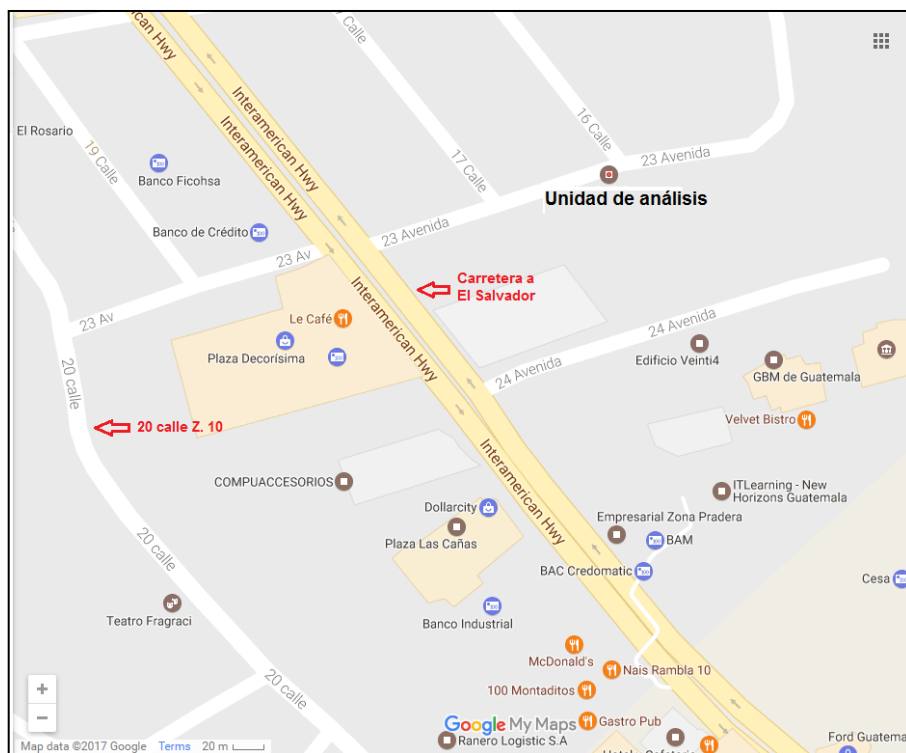 Interamerican Hwy
Interamerican Hwy
Interamerican Hwy
17 Calle
16 Calle
El Rosario
19 Calle
17 Calle
16 Calle
23 Avenida
Banco Ficohsa
Unidad de análisis
Banco de Crédito
23 Av
23 Avenida
Carretera a
El Salvador
23 Av
Le Café
Interamerican Hwy
Plaza Decorísima
24 Avenida
Edificio Veinti4
GBM de Guatemala
20 calle
24 Avenida
20 calle Z. 10
Velvet Bistro
COMPUACCESORIOS
Interamerican Hwy
ITLearning - New
Horizons Guatemala
Dollarcity
Empresarial Zona Pradera
Plaza Las Cañas
BAM
20 calle
BAC Credomatic
Cesa
Teatro Fragraci
Banco Industrial
McDonald's
Nais Rambla 10
20 calle
100 Montaditos
Google My Maps
Gastro Pub
Ranero Logistic S.A
Ford Guatema
Map data ©2017 Google Terms 20 m